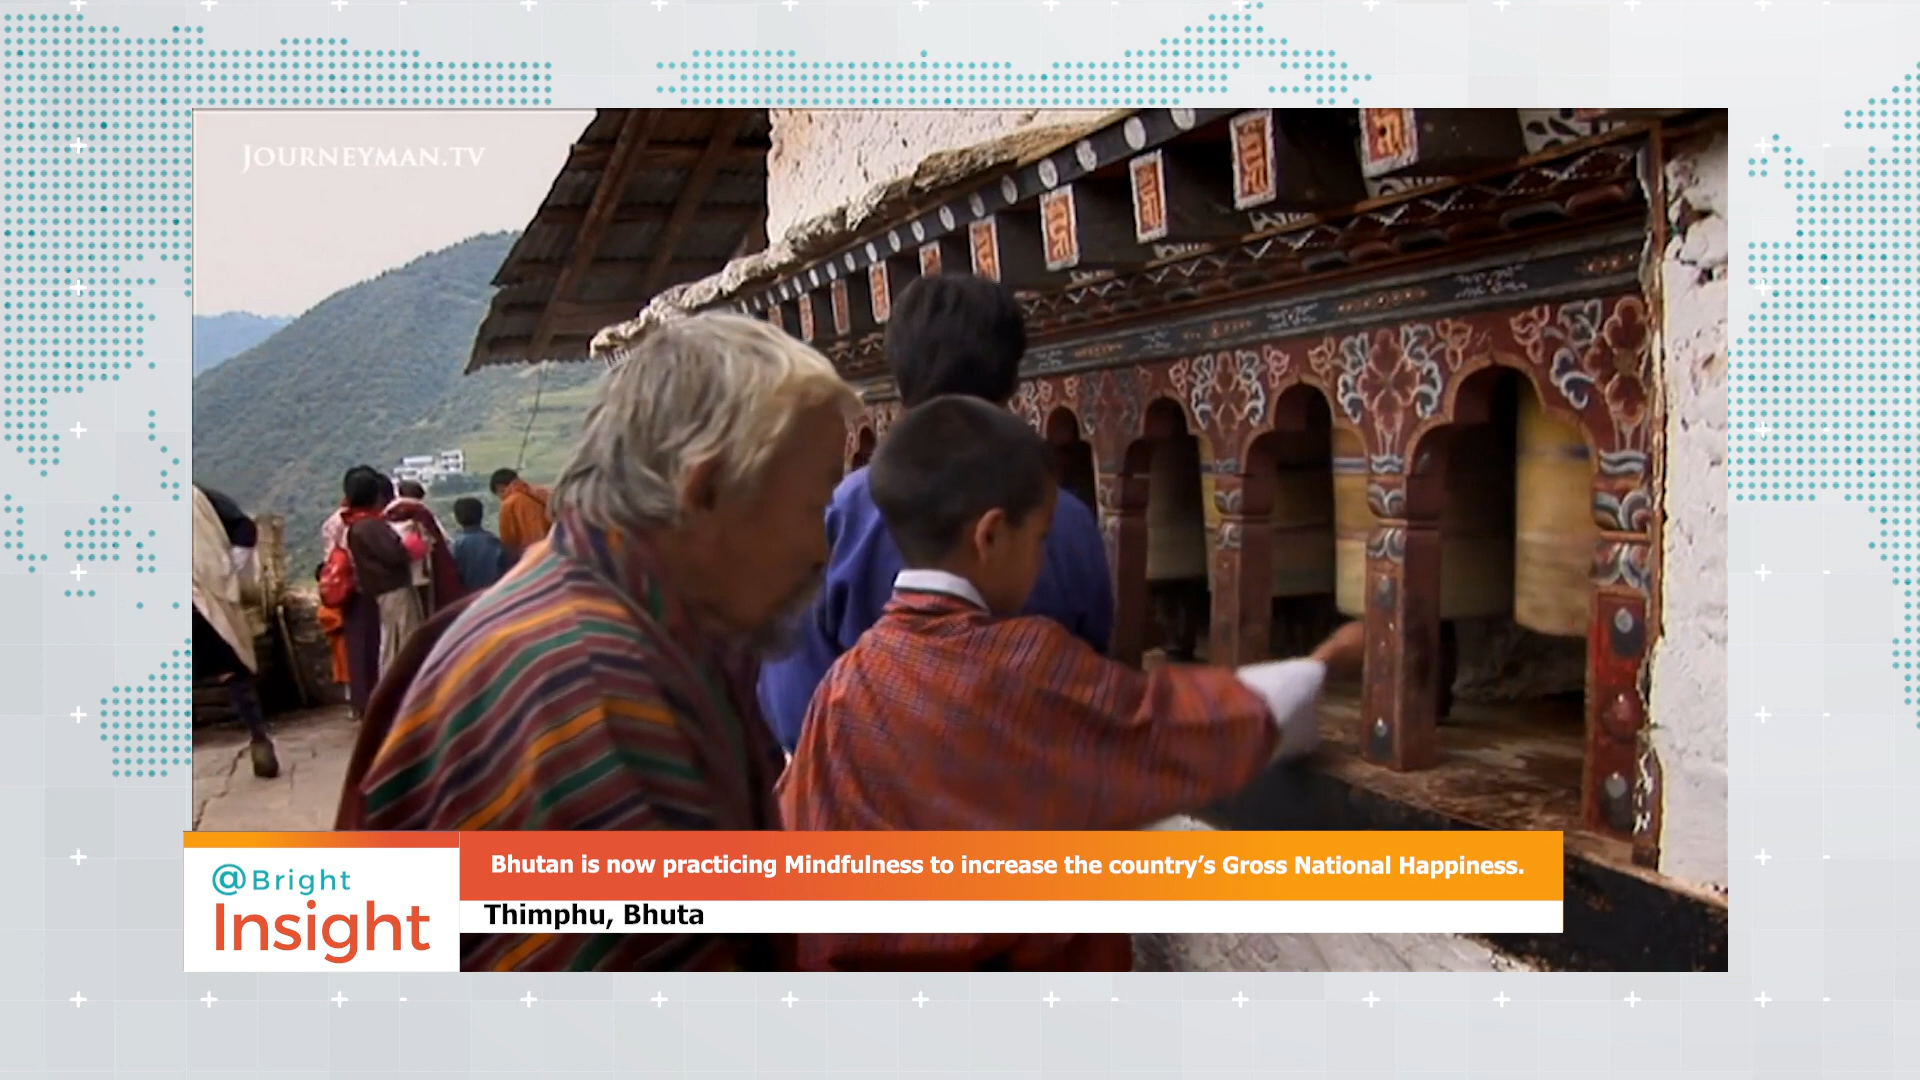 JOURNEYMAN.TV
@Bright
Insight
Bhutan is now practicing Mindfulness to increase the country's Gross National Happiness.
Thimphu, Bhuta